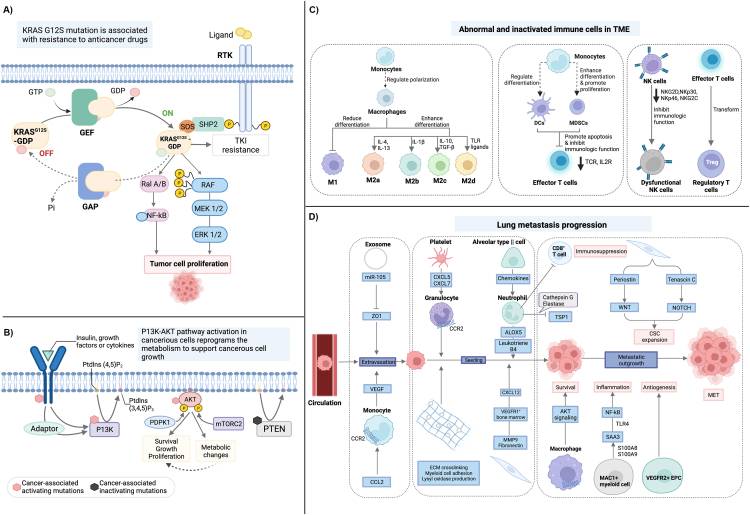 A)
KRAS G12S mutation is associated
with resistance to anticancer drugs
Ligand
RTK
GTP
GDP
KRASG12S
-GDP
OFF
GEF
GAP
Pi
ON
SOS
SHP2
P
P
P
P
KRASG12S
GDP
TKI
resistance
Ral A/B
NF-kB
P
P
P
RAF
MEK 1/2
ERK 1/2
Tumor cell proliferation
B)
P13K-AKT pathway activation in
cancerous cells reprograms the
metabolism to support cancerous cell
growth
Insulin, growth
factors or cytokines
PtdIns (4,5)P2
PtdIns
(3,4,5)P3
Adaptor
P13K
AKT
P
P
PDPK1
mTORC2
Survival
Growth
Proliferation
Metabolic
changes
PTEN
Cancer-associated
activating mutations
Cancer-associated
inactivating mutations
C)
Abnormal and inactivated immune cells in TME
Monocytes
Regulate polarization
Macrophages
Reduce
differentiation
Enhance
differentiation
IL-4,
IL-13
IL-1β
IL-10,
TGF-β
TLR
ligands
M1
M2a
M2b
M2c
M2d
Monocytes
Regulate
differentiation
Enhance
differentiation
& promote
proliferation
DCs
MDSCs
Promote apoptosis
& inhibit
immunologic function
TCR, IL2R
Effector T cells
NK cells
NKG2D,NKp30,
NKp46, NKG2C
Inhibit
immunologic
function
Dysfunctional
NK cells
Effector T cells
Transform
Treg
Regulatory T cells
D)
Lung metastasis progression
Circulation
Exosome
miR-105
ZO1
Extravasation
VEGF
Monocyte
CCR2
CCL2
Platelet
CXCL5
CXCL7
Granulocyte
CCR2
Alveolar type || cell
Chemokines
Neutrophil
ALOX5
Leukotriene
B4
Seeding
CXCL12
VEGFR1+
bone marrow
MMP9
Fibronectin
ECM crosslinking
Myeloid cell adhesion
Lysyl oxidase production
CD8+
T cell
Immunosuppression
Cathepsin G
Elastase
TSP1
Periostin
Tenascin C
WNT
NOTCH
CSC
expansion
Metastatic
outgrowth
MET
Survival
AKT
signaling
Macrophage
Inflammation
NF-kB
TLR4
SAA3
S100A8
S100A9
MAC1+
myeloid cell
Antiogenesis
VEGFR2+ EPC